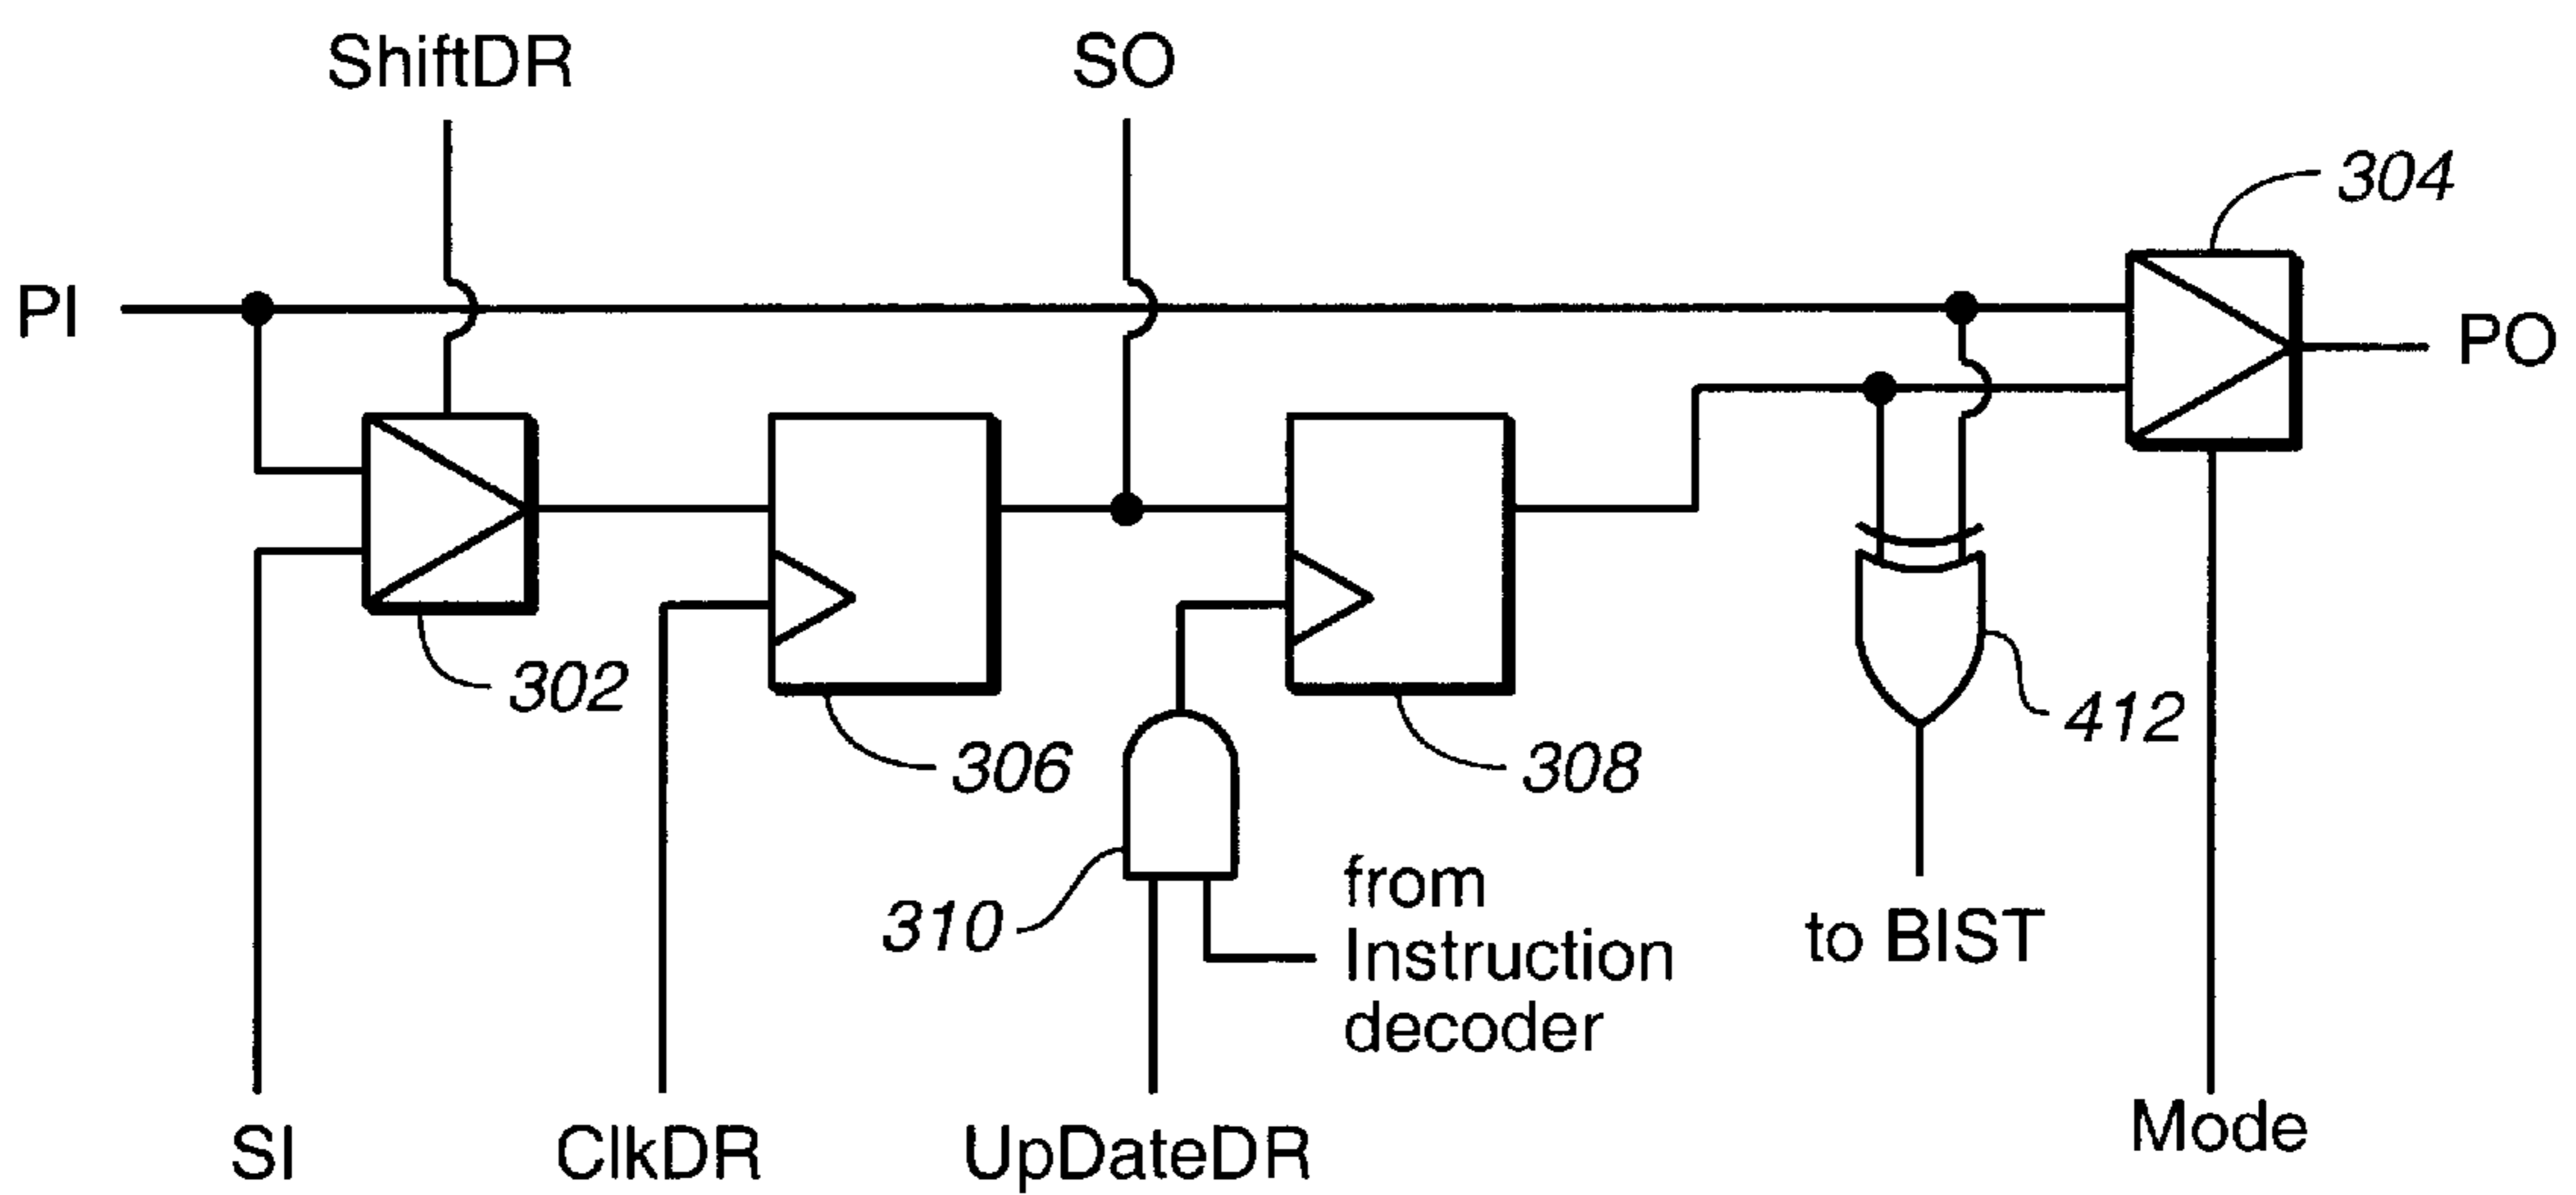 ShiftDR
SO
304
PI
PO
302
306
308
412
310
from
Instruction
decoder
to BIST
SI
ClkDR
UpDateDR
Mode